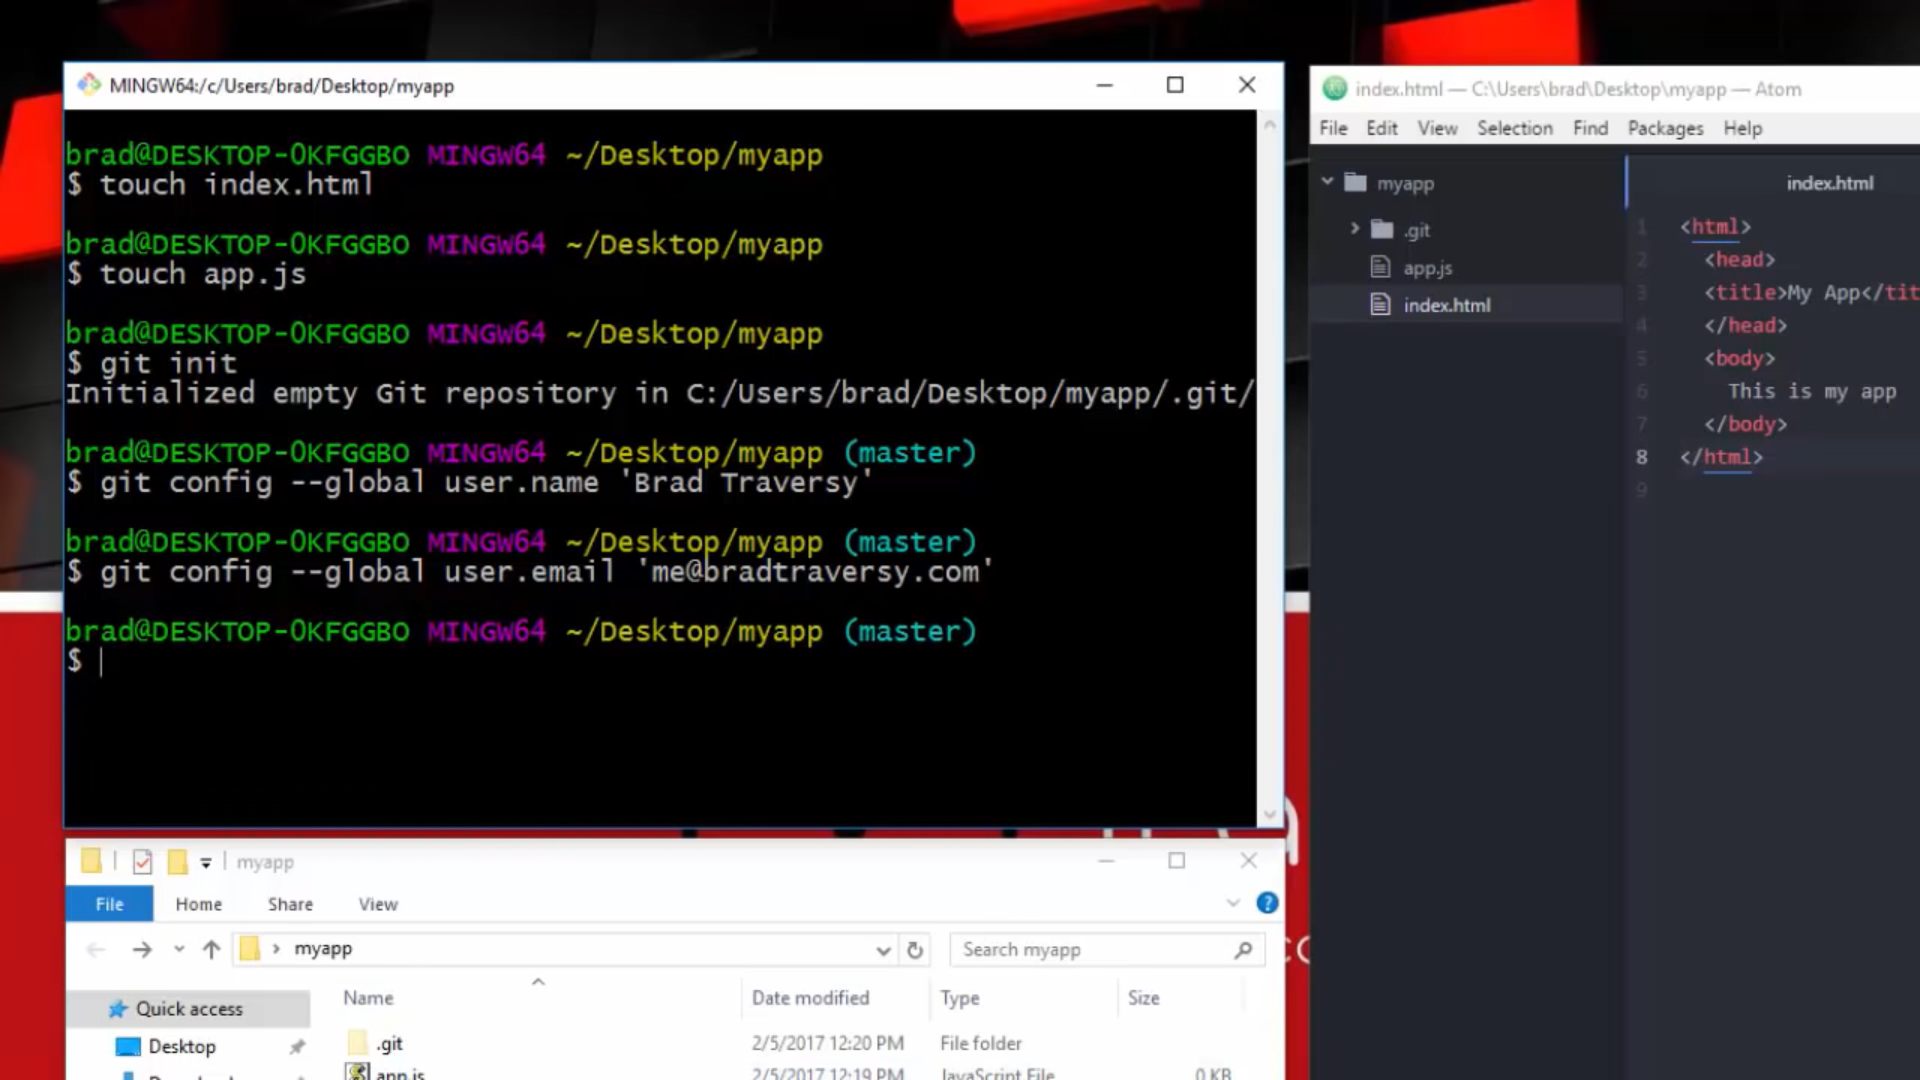 MINGW64:/c/Users/brad/Desktop/myapp
brad@DESKTOP-0KFGGBO MINGW64 ~/Desktop/myapp
$ touch index.html
brad@DESKTOP-0KFGGBO MINGW64 ~/Desktop/myapp
$ touch app.js
brad@DESKTOP-0KFGGBO MINGW64 ~/Desktop/myapp
$ git init
Initialized empty Git repository in C:/Users/brad/Desktop/myapp/.git/
brad@DESKTOP-0KFGGBO MINGW64 ~/Desktop/myapp (master)
$ git config --global user.name 'Brad Traversy'
brad@DESKTOP-0KFGGBO MINGW64 ~/Desktop/myapp (master)
$ git config --global user.email 'me@bradtraversy.com'
brad@DESKTOP-0KFGGBO MINGW64 ~/Desktop/myapp (master)
$
index.html — C:\Users\brad\Desktop\myapp — Atom
File Edit View Selection Find Packages Help
myapp
.git
app.js
index.html
index.html
1 <html>
2 <head>
3 <title>My App</tit
4 </head>
5 <body>
6 This is my app
7 </body>
8 </html>
9
myapp
File Home Share View
myapp
Search myapp
Name Date modified Type Size
Quick access
Desktop
.git 2/5/2017 12:20 PM File folder
app.js 2/5/2017 12:19 PM JavaScript File 0 KB